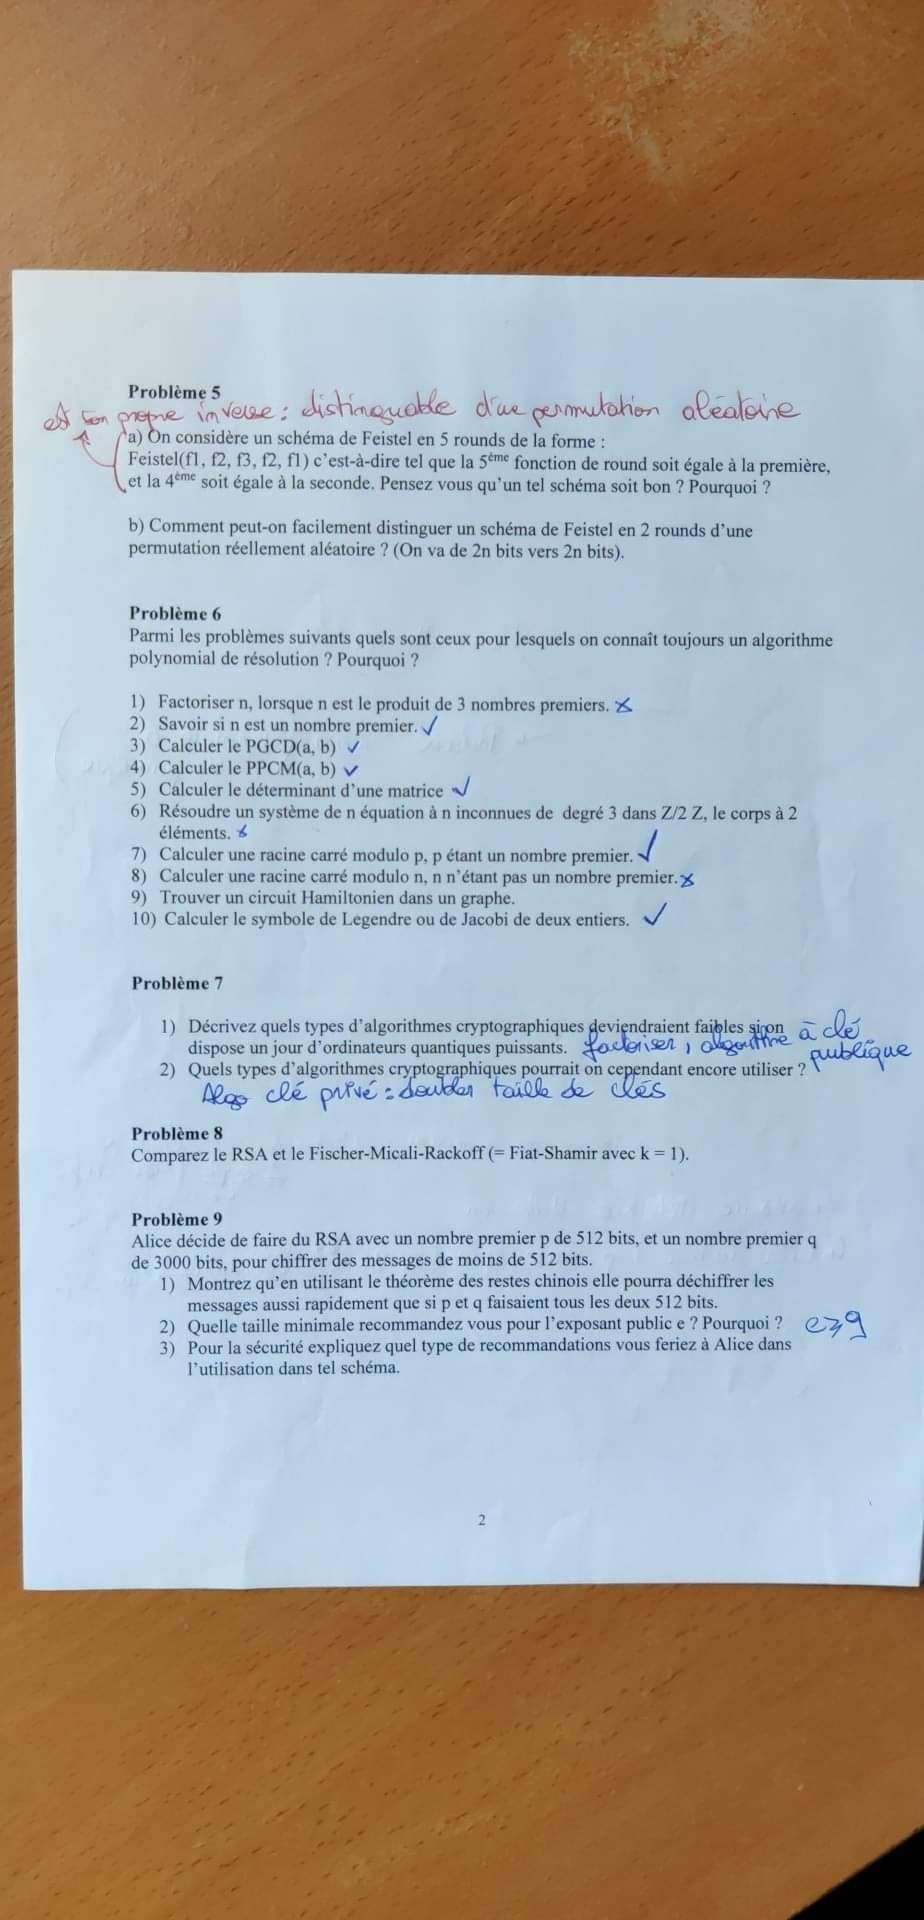 Problème 5
est son propre inverse : distinguable d'une permutation aléatoire
a) On considère un schéma de Feistel en 5 rounds de la forme :
Feistel(f1, f2, f3, f2, f1) c'est-à-dire tel que la 5ème fonction de round soit égale à la première,
et la 4ème soit égale à la seconde. Pensez vous qu'un tel schéma soit bon ? Pourquoi ?
b) Comment peut-on facilement distinguer un schéma de Feistel en 2 rounds d'une
permutation réellement aléatoire ? (On va de 2n bits vers 2n bits).
Problème 6
Parmi les problèmes suivants quels sont ceux pour lesquels on connaît toujours un algorithme
polynomial de résolution ? Pourquoi ?
1) Factoriser n, lorsque n est le produit de 3 nombres premiers. ✗
2) Savoir si n est un nombre premier. ✓
3) Calculer le PGCD(a, b) ✓
4) Calculer le PPCM(a, b) ✓
5) Calculer le déterminant d'une matrice ✓
6) Résoudre un système de n équation à n inconnues de degré 3 dans Z/2 Z, le corps à 2
éléments. ✗
7) Calculer une racine carré modulo p, p étant un nombre premier. ✓
8) Calculer une racine carré modulo n, n n'étant pas un nombre premier. ✗
9) Trouver un circuit Hamiltonien dans un graphe.
10) Calculer le symbole de Legendre ou de Jacobi de deux entiers. ✓
Problème 7
1) Décrivez quels types d'algorithmes cryptographiques deviendraient faibles si on
dispose un jour d'ordinateurs quantiques puissants. factoriser, algorithme à clé
publique
2) Quels types d'algorithmes cryptographiques pourrait on cependant encore utiliser ?
Algo clé privé : doubler taille de clés
Problème 8
Comparez le RSA et le Fischer-Micali-Rackoff (= Fiat-Shamir avec k = 1).
Problème 9
Alice décide de faire du RSA avec un nombre premier p de 512 bits, et un nombre premier q
de 3000 bits, pour chiffrer des messages de moins de 512 bits.
1) Montrez qu'en utilisant le théorème des restes chinois elle pourra déchiffrer les
messages aussi rapidement que si p et q faisaient tous les deux 512 bits.
2) Quelle taille minimale recommandez vous pour l'exposant public e ? Pourquoi ? e⩾9
3) Pour la sécurité expliquez quel type de recommandations vous feriez à Alice dans
l'utilisation dans tel schéma.
2